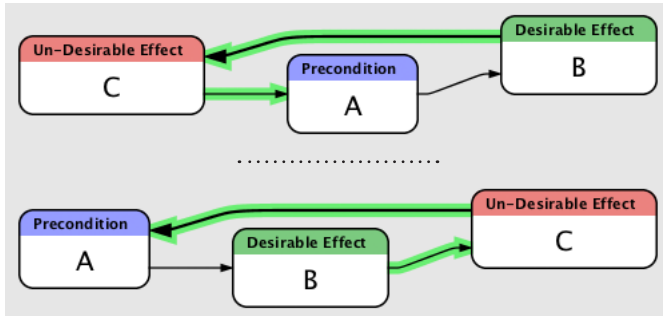 Un-Desirable Effect
C
Precondition
A
Desirable Effect
B
Precondition
A
Desirable Effect
B
Un-Desirable Effect
C